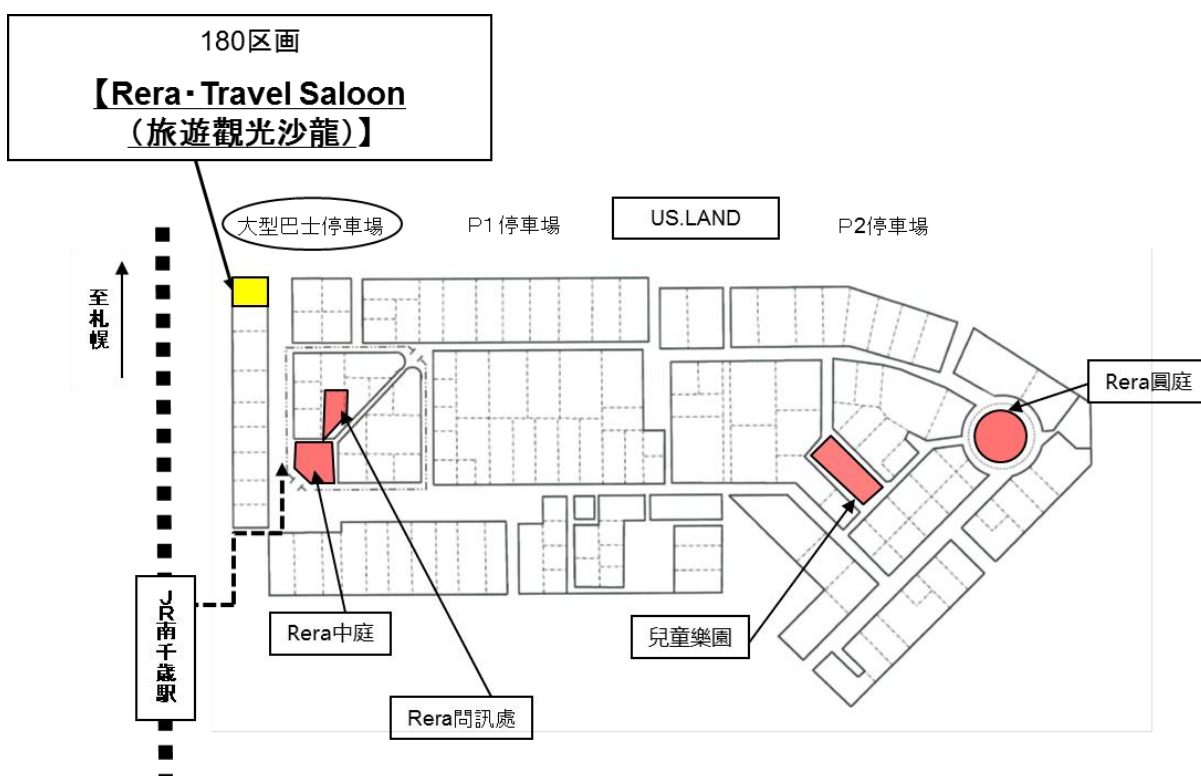 180区画
【Rera・Travel Saloon
（旅遊觀光沙龍）】
大型巴士停車場
P1停車場
US.LAND
P2停車場
至札幌
Rera圓庭
JR南千歳駅
Rera中庭
兒童樂園
Rera問訊處